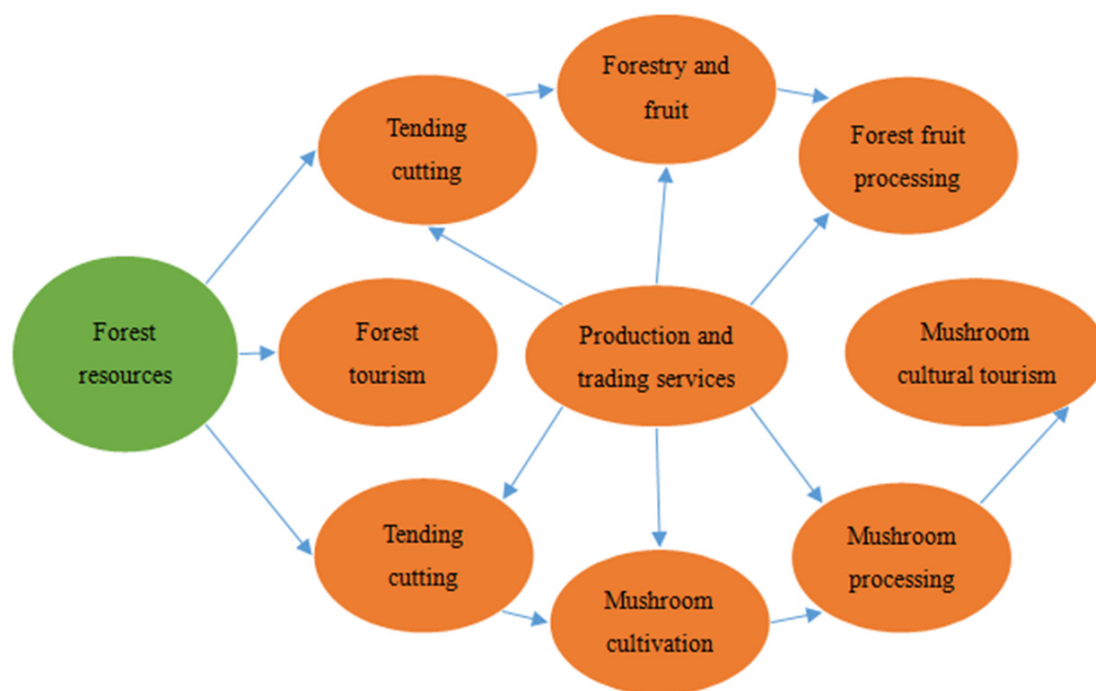 Forestry and
fruit
Tending
cutting
Forest fruit
processing
Forest
resources
Forest
tourism
Production and
trading services
Mushroom
cultural tourism
Tending
cutting
Mushroom
cultivation
Mushroom
processing